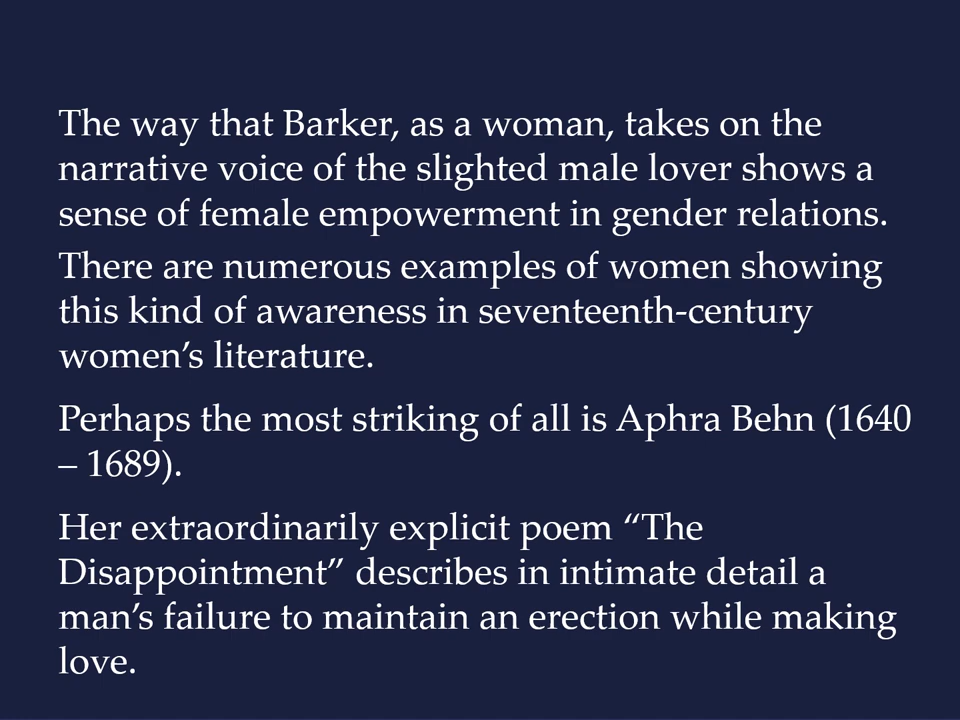 The way that Barker, as a woman, takes on the
narrative voice of the slighted male lover shows a
sense of female empowerment in gender relations.
There are numerous examples of women showing
this kind of awareness in seventeenth-century
women’s literature.
Perhaps the most striking of all is Aphra Behn (1640
– 1689).
Her extraordinarily explicit poem “The
Disappointment” describes in intimate detail a
man’s failure to maintain an erection while making
love.